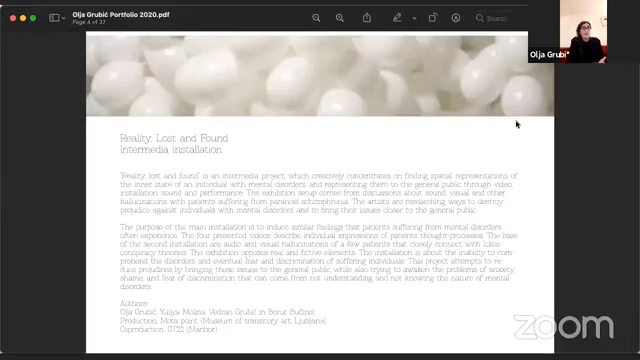 Olja Grubić Portfolio 2020.pdf
Page 4 of 37
Search
Olja Grubi*
Reality; Lost and Found
Intermedia installation
'Reality, lost and found' is an intermedia project, which creatively concentrates on finding spatial representations of
the inner state of an individual with mental disorders and representing them to the general public through video,
installation, sound and performance. The exhibition setup comes from discussions about sound, visual and other
hallucinations with patients suffering from paranoid schizophrenia. The artists are researching ways to destroy
prejudice against individuals with mental disorders and to bring their issues closer to the general public.
The purpose of the main installation is to induce similar feelings that patients suffering from mental disorders
often experience. The four presented videos describe individual impressions of patients thought-processes. The base
of the second installation are audio and visual hallucinations of a few patients that closely connect with Ickes
conspiracy theories. The exhibition opposes real and fictive elements. The installation is about the inability to com-
prehend the disorders and eventual fear and discrimination of suffering individuals. This project attempts to re-
duce prejudices by bringing these issues to the general public while also trying to awaken the problems of anxiety,
shame, and fear of discrimination that can come from not understanding and not knowing the nature of mental
disorders.
Authors:
Olja Grubić, Yuliya Molina, Vedran Grubić in Borut Bučinel
Production: Mota point (Museum of transitory art, Ljubljana)
Coproduction: GT22 (Maribor)
zoom